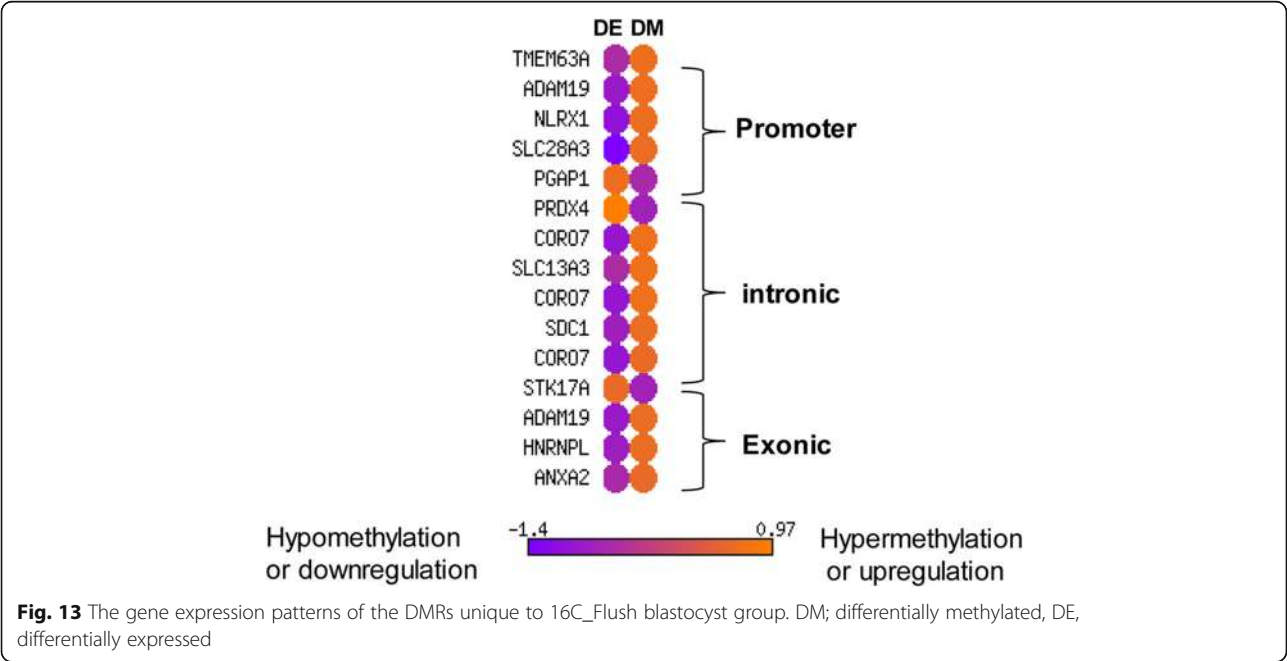 DE DM
TMEM63A
ADAM19
NLRX1
SLC28A3
PGAP1
Promoter
PRDX4
CORO7
SLC13A3
CORO7
SDC1
CORO7
intronic
STK17A
ADAM19
HNRNPL
ANXA2
Exonic
-1.4 0.97
Hypomethylation
or downregulation
Hypermethylation
or upregulation
Fig. 13 The gene expression patterns of the DMRs unique to 16C_Flush blastocyst group. DM; differentially methylated, DE,
differentially expressed